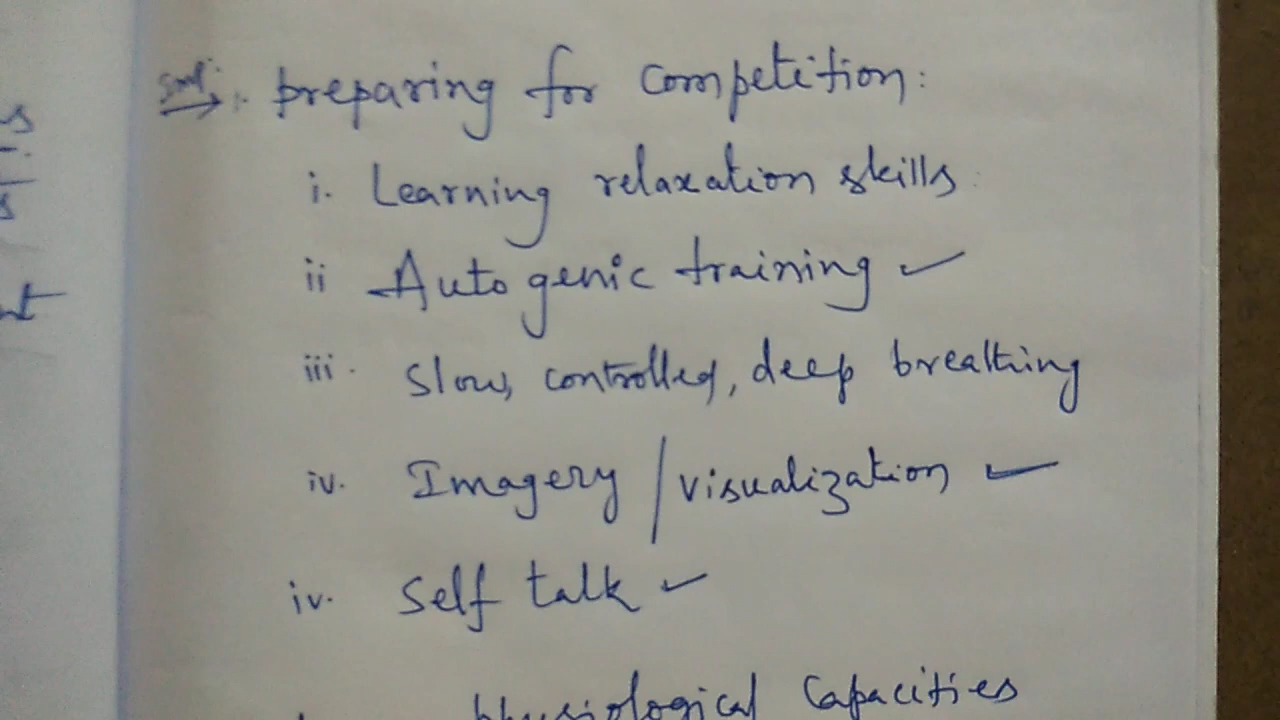 preparing for competition:
i. Learning relaxation skills
ii Autogenic training
iii. Slow, controlled, deep breathing
iv. Imagery / visualization
iv. Self talk
physiological capacities